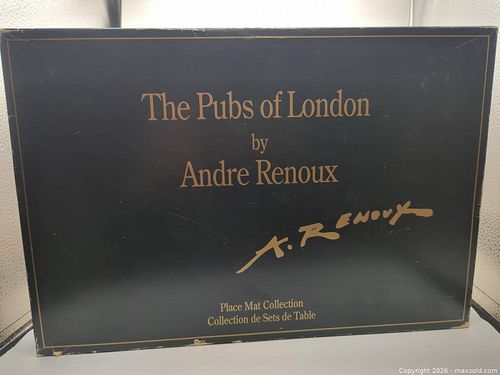 The Pubs of London
by
Andre Renoux
A. RENOUX
Place Mat Collection
Collection de Sets de Table
Copyright 2026 - maxsold.com